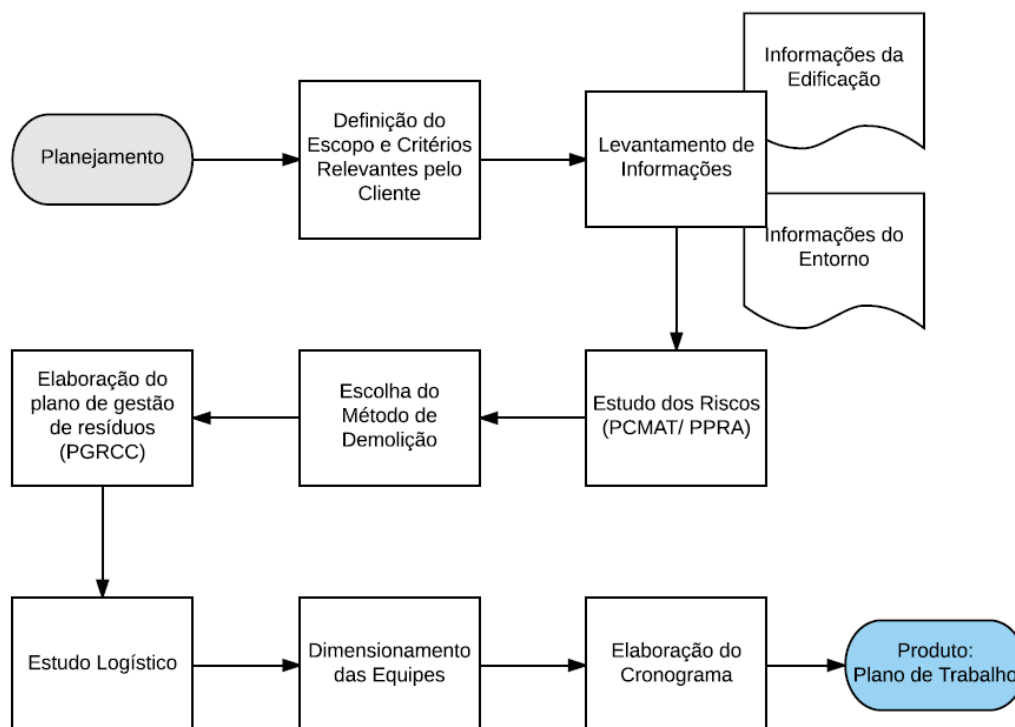 Planejamento
Definição do
Escopo e Critérios
Relevantes pelo
Cliente
Levantamento de
Informações
Informações da
Edificação
Informações do
Entorno
Estudo dos Riscos
(PCMAT/ PPRA)
Escolha do
Método de
Demolição
Elaboração do
plano de gestão
de resíduos
(PGRCC)
Estudo Logístico
Dimensionamento
das Equipes
Elaboração do
Cronograma
Produto:
Plano de Trabalho